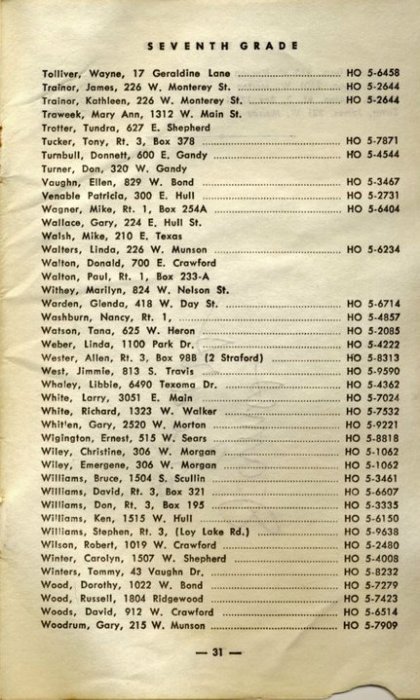 SEVENTH GRADE
Tolliver, Wayne, 17 Geraldine Lane ........ HO 5-6458
Trainor, James, 226 W. Monterey St. ........ HO 5-2644
Trainor, Kathleen, 226 W. Monterey St. ........ HO 5-2644
Traweek, Mary Ann, 1312 W. Main St.
Trotter, Tundra, 627 E. Shepherd
Tucker, Tony, Rt. 3, Box 378 ........ HO 5-7871
Turnbull, Donnett, 600 E. Gandy ........ HO 5-4544
Turner, Don, 320 W. Gandy
Vaughn, Ellen, 829 W. Bond ........ HO 5-3467
Venable Patricia, 300 E. Hull ........ HO 5-2731
Wagner, Mike, Rt. 1, Box 254A ........ HO 5-6404
Wallace, Gary, 224 E. Hull St.
Walsh, Mike, 210 E. Texas
Walters, Linda, 226 W. Munson ........ HO 5-6234
Walton, Donald, 700 E. Crawford
Walton, Paul, Rt. 1, Box 233-A
Withey, Marilyn, 824 W. Nelson St.
Warden, Glenda, 418 W. Day St. ........ HO 5-6714
Washburn, Nancy, Rt. 1, ........ HO 5-4857
Watson, Tana, 625 W. Heron ........ HO 5-2085
Weber, Linda, 1100 Park Dr. ........ HO 5-4222
Wester, Allen, Rt. 3, Box 98B (2 Straford) ........ HO 5-8313
West, Jimmie, 813 S. Travis ........ HO 5-9590
Whaley, Libbie, 6490 Texoma Dr. ........ HO 5-4362
White, Larry, 3051 E. Main ........ HO 5-7024
White, Richard, 1323 W. Walker ........ HO 5-7532
Whitlen, Gary, 2520 W. Morton ........ HO 5-9221
Wigington, Ernest, 515 W. Sears ........ HO 5-8818
Wiley, Christine, 306 W. Morgan ........ HO 5-1062
Wiley, Emergene, 306 W. Morgan ........ HO 5-1062
Williams, Bruce, 1504 S. Scullin ........ HO 5-3461
Williams, David, Rt. 3, Box 321 ........ HO 5-6607
Williams, Don, Rt. 3, Box 195 ........ HO 5-3335
Williams, Ken, 1515 W. Hull ........ HO 5-6150
Williams, Stephen, Rt. 3, (Loy Lake Rd.) ........ HO 5-9638
Wilson, Robert, 1019 W. Crawford ........ HO 5-2480
Winter, Carolyn, 1507 W. Shepherd ........ HO 5-4008
Winters, Tommy, 43 Vaughn Dr. ........ HO 5-8232
Wood, Dorothy, 1022 W. Bond ........ HO 5-7279
Wood, Russell, 1804 Ridgewood ........ HO 5-7423
Woods, David, 912 W. Crawford ........ HO 5-6514
Woodrum, Gary, 215 W. Munson ........ HO 5-7909
— 31 —